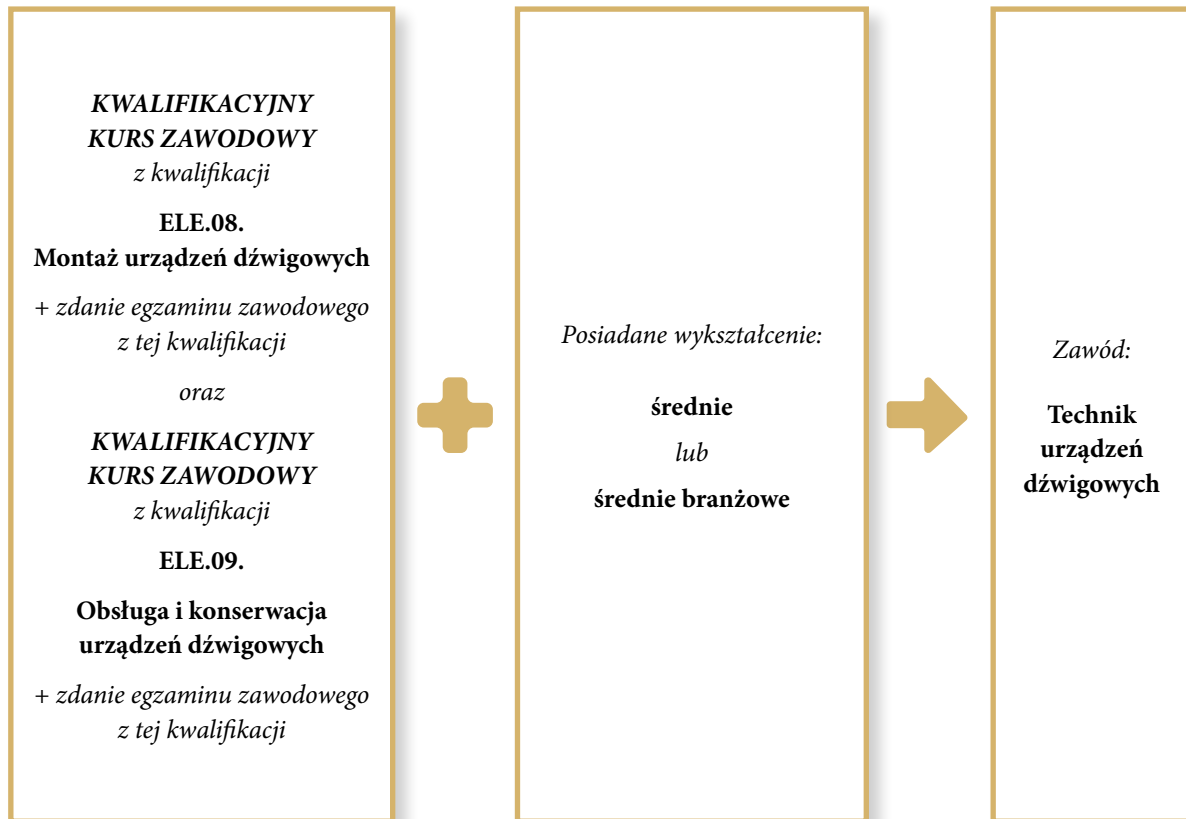 KWALIFIKACYJNY
KURS ZAWODOWY
z kwalifikacji
ELE.08.
Montaż urządzeń dźwigowych
+ zdanie egzaminu zawodowego
z tej kwalifikacji
oraz
KWALIFIKACYJNY
KURS ZAWODOWY
z kwalifikacji
ELE.09.
Obsługa i konserwacja
urządzeń dźwigowych
+ zdanie egzaminu zawodowego
z tej kwalifikacji
Posiadane wykształcenie:
średnie
lub
średnie branżowe
Zawód:
Technik
urządzeń
dźwigowych